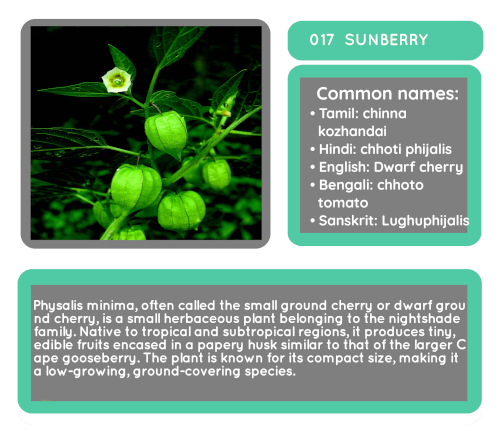 017 SUNBERRY
Common names:
• Tamil: chinna
kozhandai
• Hindi: chhoti phijalis
• English: Dwarf cherry
• Bengali: chhoto
tomato
• Sanskrit: Lughuphijalis
Physalis minima, often called the small ground cherry or dwarf grou
nd cherry, is a small herbaceous plant belonging to the nightshade
family. Native to tropical and subtropical regions, it produces tiny,
edible fruits encased in a papery husk similar to that of the larger C
ape gooseberry. The plant is known for its compact size, making it
a low-growing, ground-covering species.